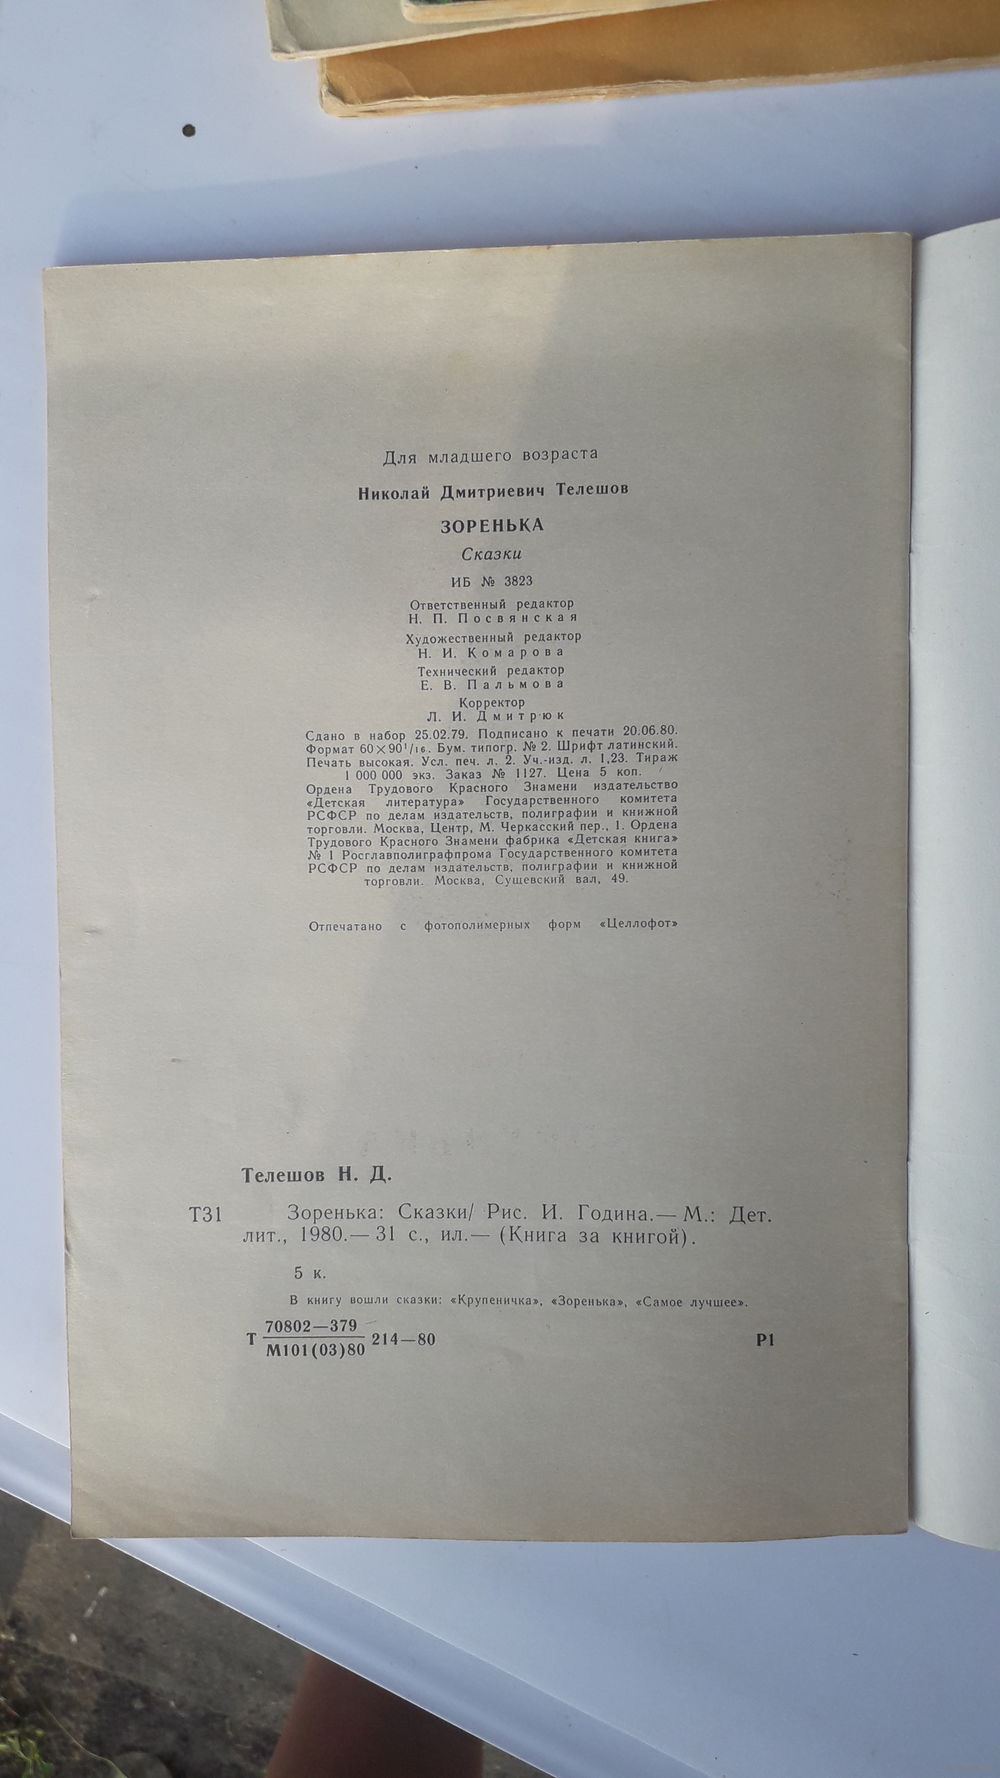 Для младшего возраста
Николай Дмитриевич Телешов
ЗОРЕНЬКА
Сказки
ИБ № 3823
Ответственный редактор
Н. П. Посвянская
Художественный редактор
Н. И. Комарова
Технический редактор
Е. В. Пальмова
Корректор
Л. И. Дмитрюк
Сдано в набор 25.02.79. Подписано к печати 20.06.80.
Формат 60×90¹/₁₆. Бум. типогр. № 2. Шрифт латинский.
Печать высокая. Усл. печ. л. 2. Уч.-изд. л. 1,23. Тираж
1 000 000 экз. Заказ № 1127. Цена 5 коп.
Ордена Трудового Красного Знамени издательство
«Детская литература» Государственного комитета
РСФСР по делам издательств, полиграфии и книжной
торговли. Москва, Центр, М. Черкасский пер., 1. Ордена
Трудового Красного Знамени фабрика «Детская книга»
№ 1 Росглавполиграфпрома Государственного комитета
РСФСР по делам издательств, полиграфии и книжной
торговли. Москва, Сущевский вал, 49.
Отпечатано с фотополимерных форм «Целлофот»
Телешов Н. Д.
Т31 Зоренька: Сказки/ Рис. И. Година.— М.: Дет.
лит., 1980.— 31 с., ил.— (Книга за книгой).
5 к.
В книгу вошли сказки: «Крупеничка», «Зоренька», «Самое лучшее».
70802—379
Т 214—80 Р1
М101(03)80